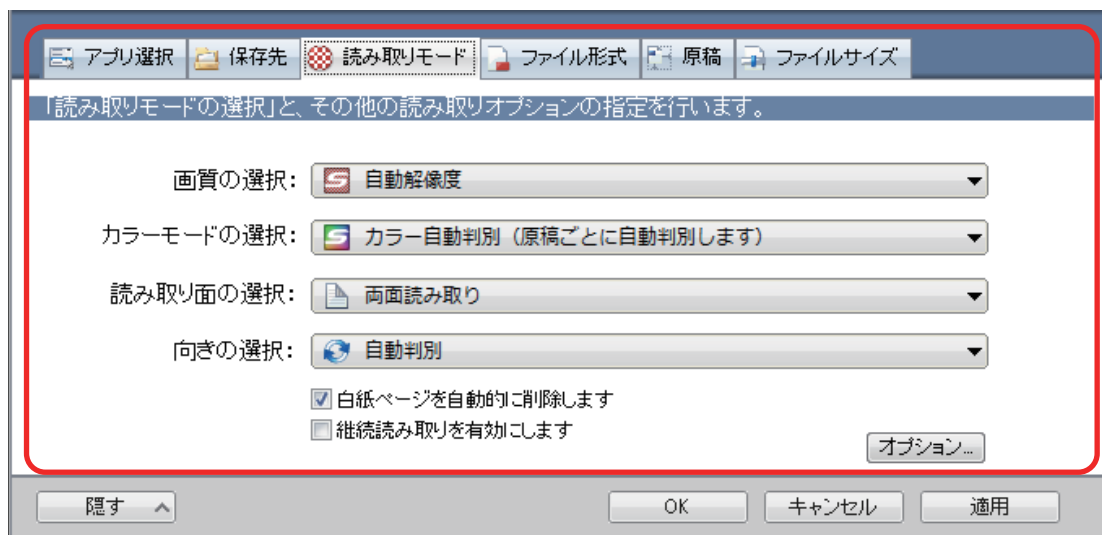 アプリ選択 保存先 読み取りモード ファイル形式 原稿 ファイルサイズ
「読み取りモードの選択」と、その他の読み取りオプションの指定を行います。
画質の選択: 自動解像度
カラーモードの選択: カラー自動判別（原稿ごとに自動判別します）
読み取り面の選択: 両面読み取り
向きの選択: 自動判別
白紙ページを自動的に削除します
継続読み取りを有効にします
オプション...
隠す OK キャンセル 適用